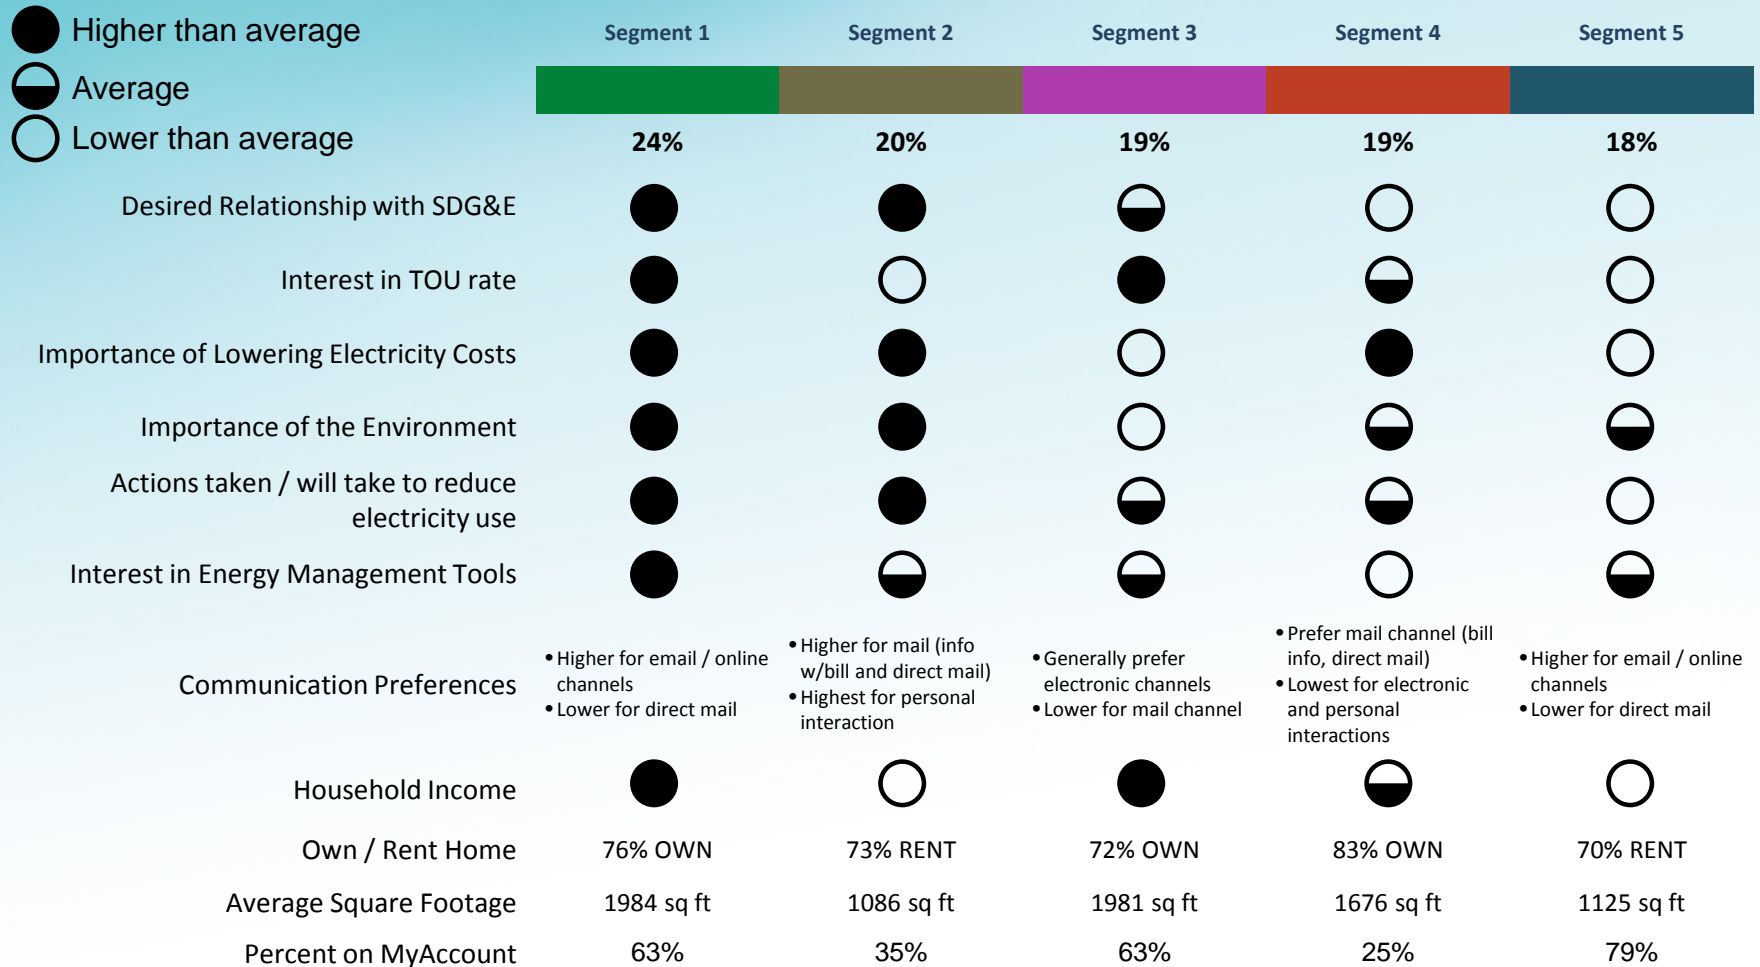 Higher than average
Average
Lower than average
Segment 1 Segment 2 Segment 3 Segment 4 Segment 5
24% 20% 19% 19% 18%
Desired Relationship with SDG&E
Interest in TOU rate
Importance of Lowering Electricity Costs
Importance of the Environment
Actions taken / will take to reduce
electricity use
Interest in Energy Management Tools
Communication Preferences
• Higher for email / online
channels
• Lower for direct mail
• Higher for mail (info
w/bill and direct mail)
• Highest for personal
interaction
• Generally prefer
electronic channels
• Lower for mail channel
• Prefer mail channel (bill
info, direct mail)
• Lowest for electronic
and personal
interactions
• Higher for email / online
channels
• Lower for direct mail
Household Income
Own / Rent Home 76% OWN 73% RENT 72% OWN 83% OWN 70% RENT
Average Square Footage 1984 sq ft 1086 sq ft 1981 sq ft 1676 sq ft 1125 sq ft
Percent on MyAccount 63% 35% 63% 25% 79%